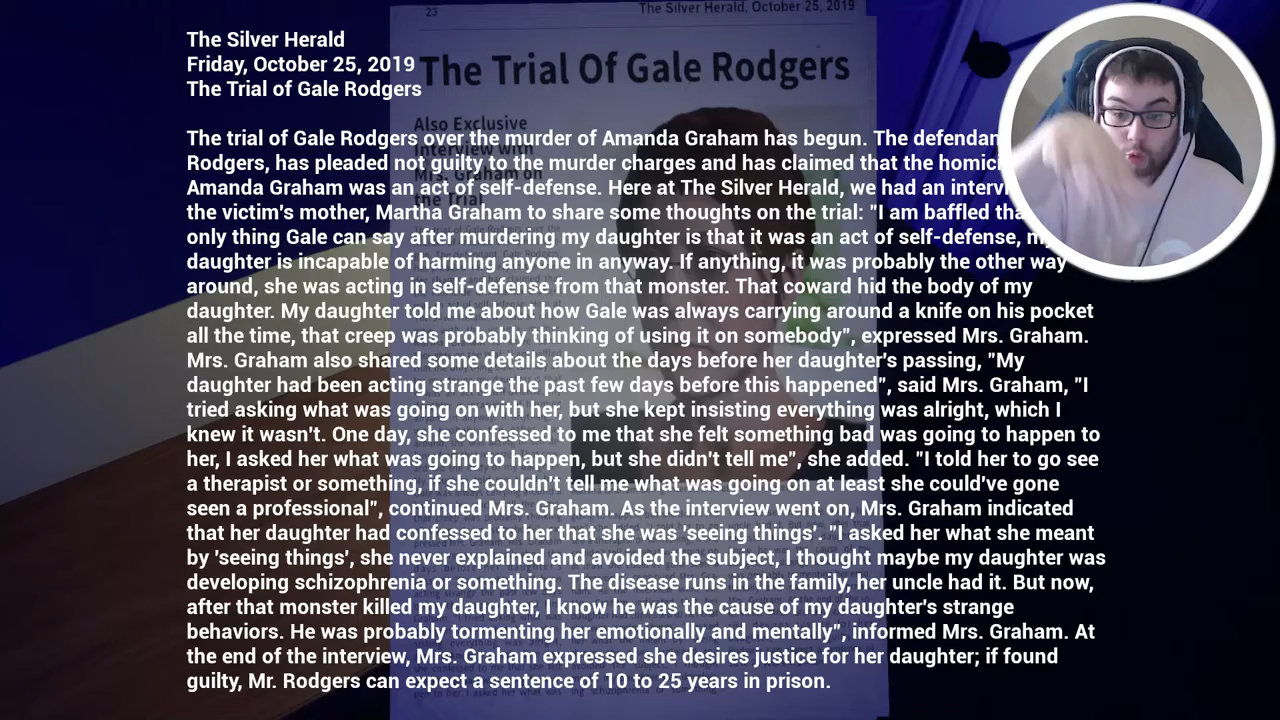 23
The Silver Herald, October 25, 2019
The Trial Of Gale Rodgers
Also Exclusive
Interview with
Mrs. Graham on
the Trial
The Silver Herald
Friday, October 25, 2019
The Trial of Gale Rodgers
The trial of Gale Rodgers over the murder of Amanda Graham has begun. The
Rodgers, has pleaded not guilty to the murder charges and has claimed that the
Amanda Graham was an act of self-defense. Here at The Silver Herald, we had an
the victim's mother, Martha Graham to share some thoughts on the trial: "I am baffled
only thing Gale can say after murdering my daughter is that it was an act of self-defense,
daughter is incapable of harming anyone in anyway. If anything, it was probably the other way
around, she was acting in self-defense from that monster. That coward hid the body of my
daughter. My daughter told me about how Gale was always carrying around a knife on his pocket
all the time, that creep was probably thinking of using it on somebody", expressed Mrs. Graham.
Mrs. Graham also shared some details about the days before her daughter's passing, "My
daughter had been acting strange the past few days before this happened", said Mrs. Graham, "I
tried asking what was going on with her, but she kept insisting everything was alright, which I
knew it wasn't. One day, she confessed to me that she felt something bad was going to happen to
her, I asked her what was going to happen, but she didn't tell me", she added. "I told her to go see
a therapist or something, if she couldn't tell me what was going on at least she could've gone
seen a professional", continued Mrs. Graham. As the interview went on, Mrs. Graham indicated
that her daughter had confessed to her that she was 'seeing things'. "I asked her what she meant
by 'seeing things', she never explained and avoided the subject, I thought maybe my daughter was
developing schizophrenia or something. The disease runs in the family, her uncle had it. But now,
after that monster killed my daughter, I know he was the cause of my daughter's strange
behaviors. He was probably tormenting her emotionally and mentally", informed Mrs. Graham. At
the end of the interview, Mrs. Graham expressed she desires justice for her daughter; if found
guilty, Mr. Rodgers can expect a sentence of 10 to 25 years in prison.